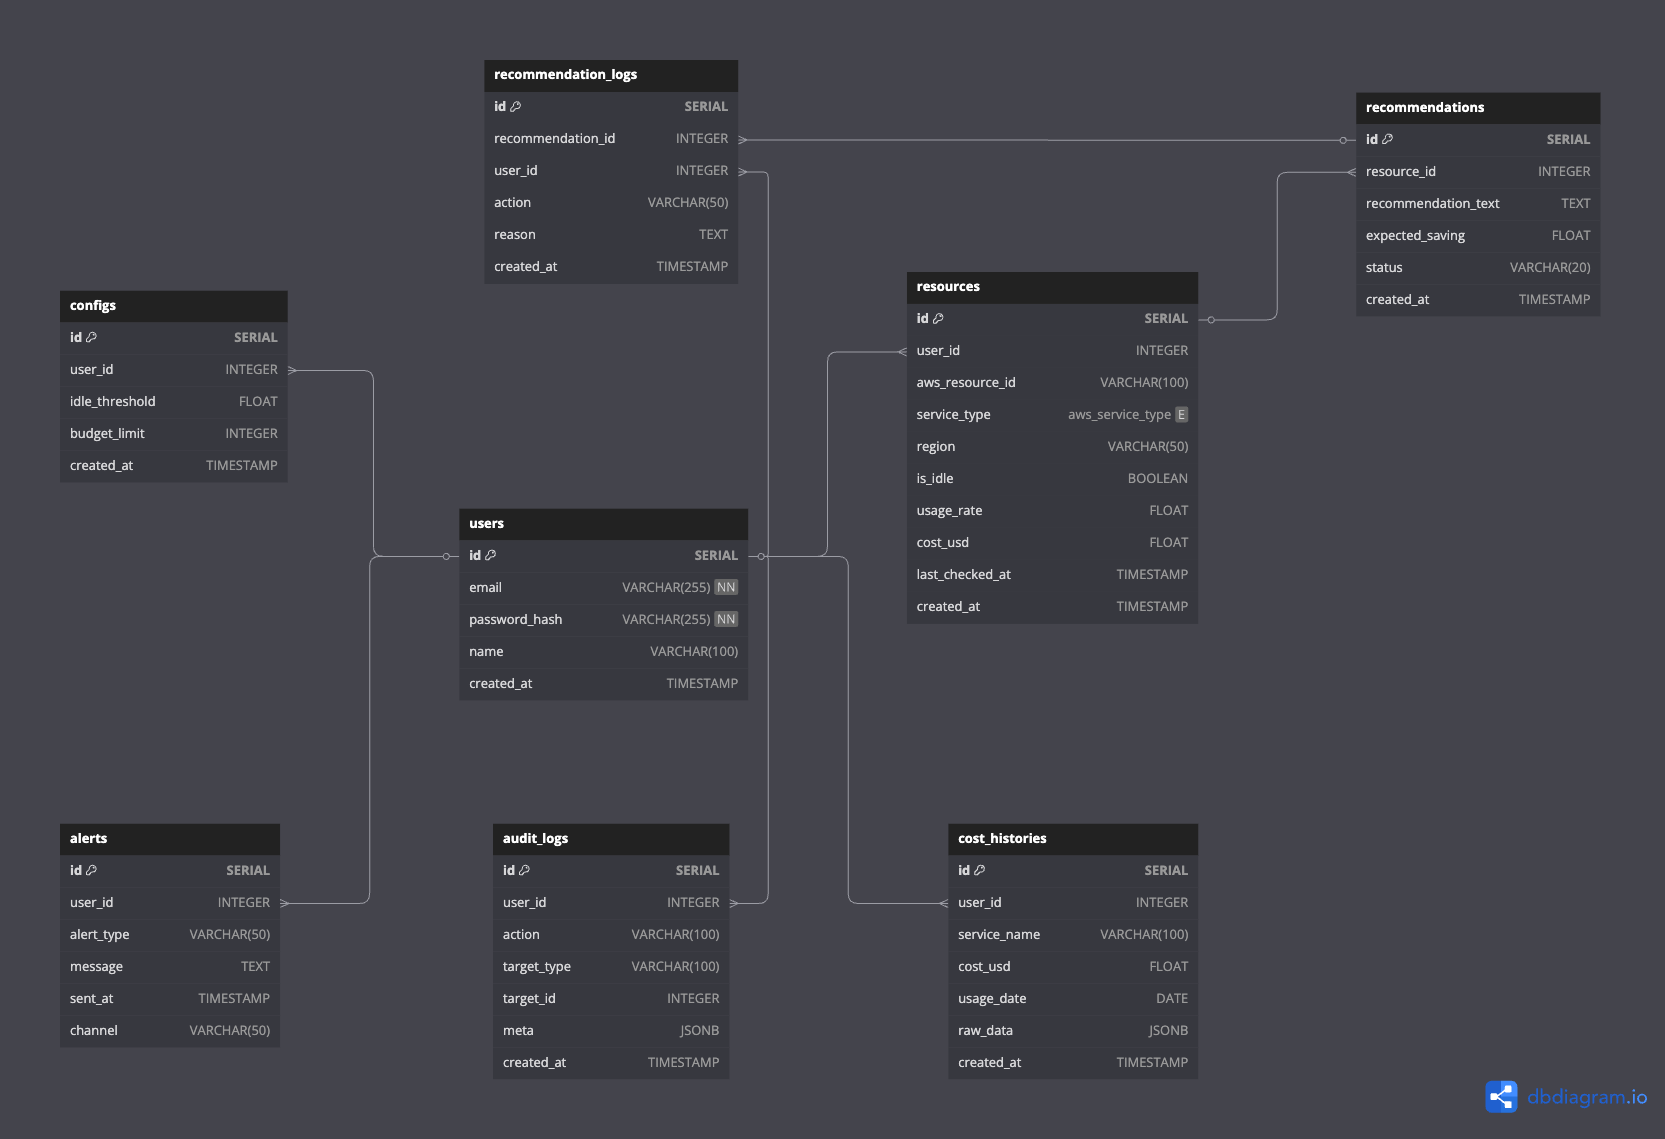 recommendation_logs
id SERIAL
recommendation_id INTEGER
user_id INTEGER
action VARCHAR(50)
reason TEXT
created_at TIMESTAMP
recommendations
id SERIAL
resource_id INTEGER
recommendation_text TEXT
expected_saving FLOAT
status VARCHAR(20)
created_at TIMESTAMP
resources
id SERIAL
user_id INTEGER
aws_resource_id VARCHAR(100)
service_type aws_service_type E
region VARCHAR(50)
is_idle BOOLEAN
usage_rate FLOAT
cost_usd FLOAT
last_checked_at TIMESTAMP
created_at TIMESTAMP
configs
id SERIAL
user_id INTEGER
idle_threshold FLOAT
budget_limit INTEGER
created_at TIMESTAMP
users
id SERIAL
email VARCHAR(255) NN
password_hash VARCHAR(255) NN
name VARCHAR(100)
created_at TIMESTAMP
alerts
id SERIAL
user_id INTEGER
alert_type VARCHAR(50)
message TEXT
sent_at TIMESTAMP
channel VARCHAR(50)
audit_logs
id SERIAL
user_id INTEGER
action VARCHAR(100)
target_type VARCHAR(100)
target_id INTEGER
meta JSONB
created_at TIMESTAMP
cost_histories
id SERIAL
user_id INTEGER
service_name VARCHAR(100)
cost_usd FLOAT
usage_date DATE
raw_data JSONB
created_at TIMESTAMP
dbdiagram.io